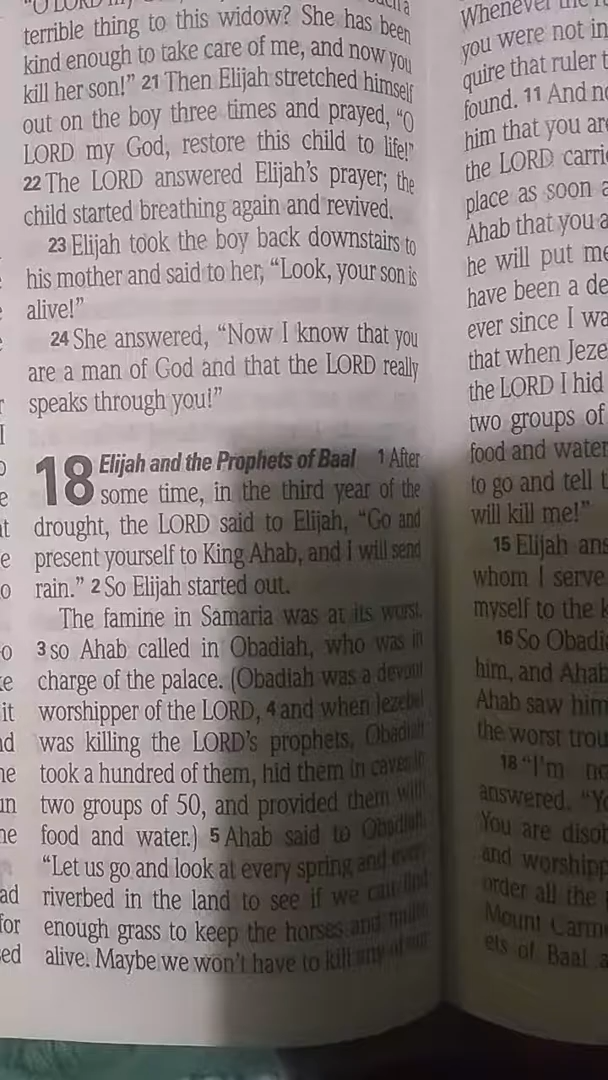 "O LORD my
terrible thing to this widow? She has been
kind enough to take care of me, and now you
kill her son!" 21 Then Elijah stretched himself
out on the boy three times and prayed, "O
LORD my God, restore this child to life!"
22 The LORD answered Elijah's prayer; the
child started breathing again and revived.
23 Elijah took the boy back downstairs to
his mother and said to her, "Look, your son is
alive!"
24 She answered, "Now I know that you
are a man of God and that the LORD really
speaks through you!"
18 Elijah and the Prophets of Baal 1 After
some time, in the third year of the
drought, the LORD said to Elijah, "Go and
present yourself to King Ahab, and I will send
rain." 2 So Elijah started out.
The famine in Samaria was at its worst,
3 so Ahab called in Obadiah, who was in
charge of the palace. (Obadiah was a devout
worshipper of the LORD, 4 and when Jezebel
was killing the LORD's prophets, Obadiah
took a hundred of them, hid them in caves in
two groups of 50, and provided them with
food and water.) 5 Ahab said to Obadiah,
"Let us go and look at every spring and every
riverbed in the land to see if we can find
enough grass to keep the horses and mules
alive. Maybe we won't have to kill any of our
Whenever the
you were not in
quire that ruler t
found. 11 And no
him that you are
the LORD carri
place as soon a
Ahab that you a
he will put me
have been a de
ever since I wa
that when Jeze
the LORD I hid
two groups of
food and water
to go and tell t
will kill me!"
15 Elijah ans
whom I serve
myself to the k
16 So Obadia
him, and Ahab
Ahab saw him
the worst trou
18 "I'm no
answered. "Yo
You are disob
and worshipp
order all the
Mount Carm
ets of Baal a